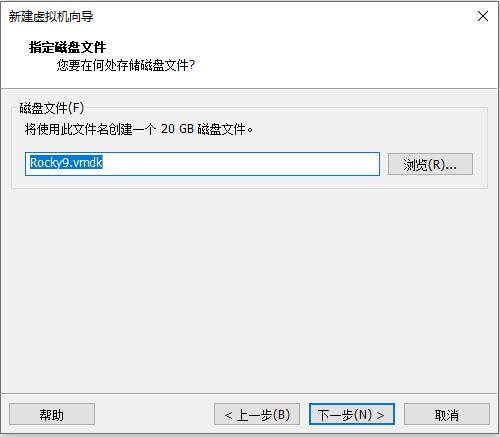 新建虚拟机向导
指定磁盘文件
您要在何处存储磁盘文件?
磁盘文件(F)
将使用此文件名创建一个 20 GB 磁盘文件。
Rocky9.vmdk
浏览(R)...
帮助
< 上一步(B)
下一步(N) >
取消